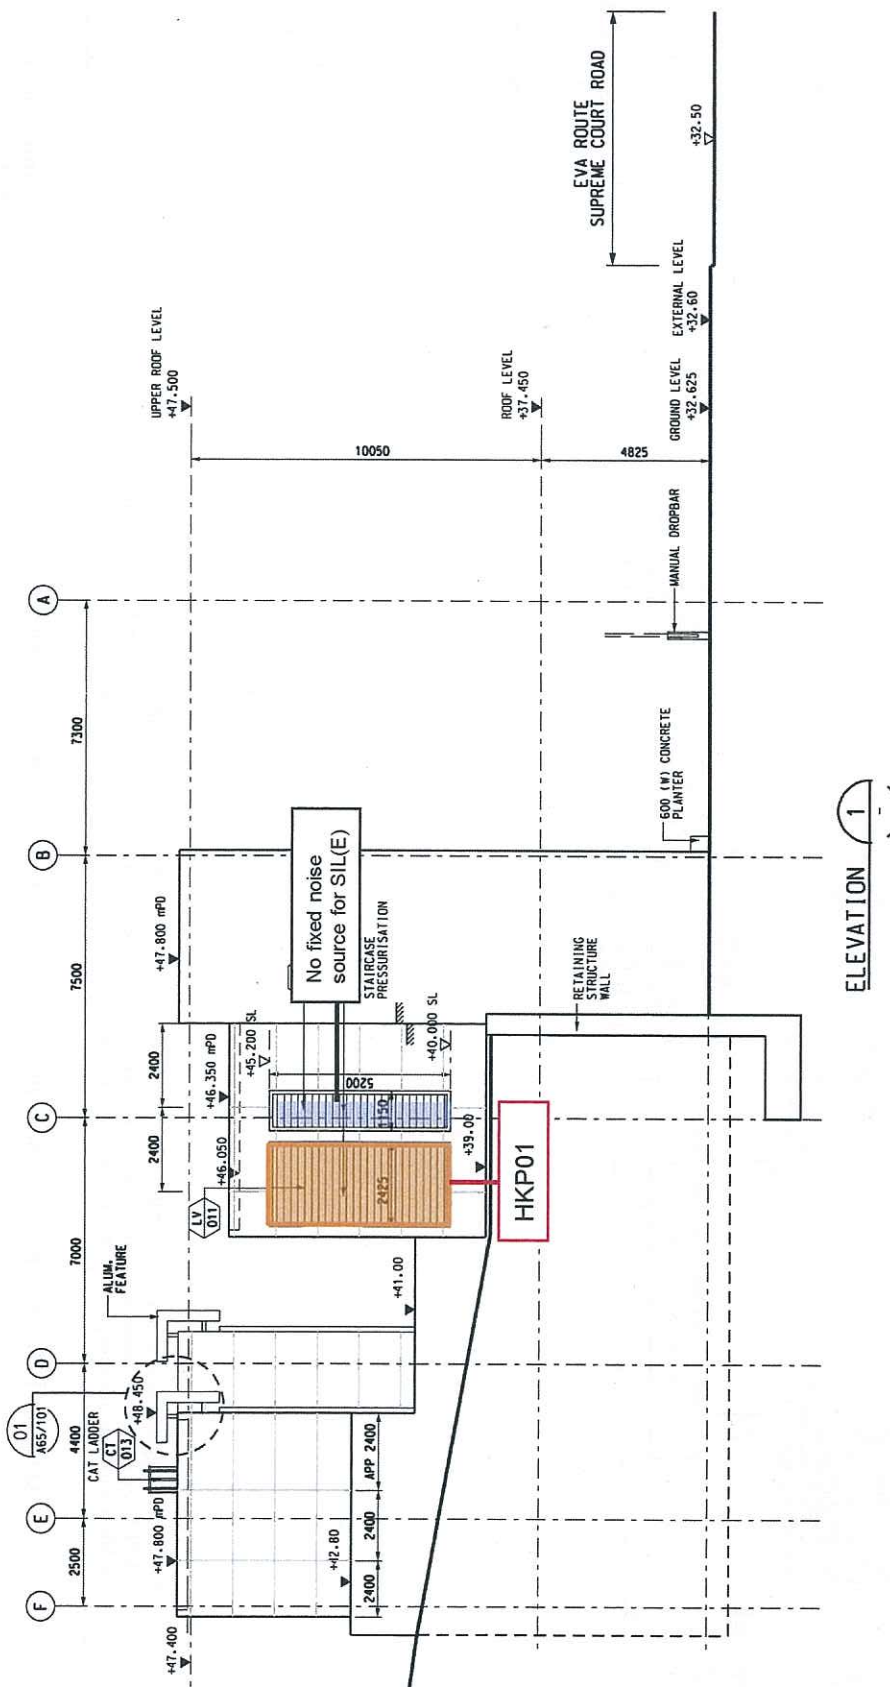 F
E
D
C
B
A
2500
4400
7000
7500
7300
01
A65/101
CAT LADDER
CT
013
ALUM.
FEATURE
+47.400
+47.800 mPD
+48.450
+42.80
2400
2400
APP 2400
+41.00
LV
011
+46.050
+46.350 mPD
+45.200 SL
2400
2400
5200
1150
2425
+39.00
+40.000 SL
HKP01
+47.800 mPD
No fixed noise
source for SIL(E)
STAIRCASE
PRESSURISATION
RETAINING
STRUCTURE
WALL
600 (W) CONCRETE
PLANTER
MANUAL DROPBAR
UPPER ROOF LEVEL
+47.500
10050
ROOF LEVEL
+37.450
4825
GROUND LEVEL
+32.625
EXTERNAL LEVEL
+32.60
EVA ROUTE
SUPREME COURT ROAD
+32.50
ELEVATION
1
-